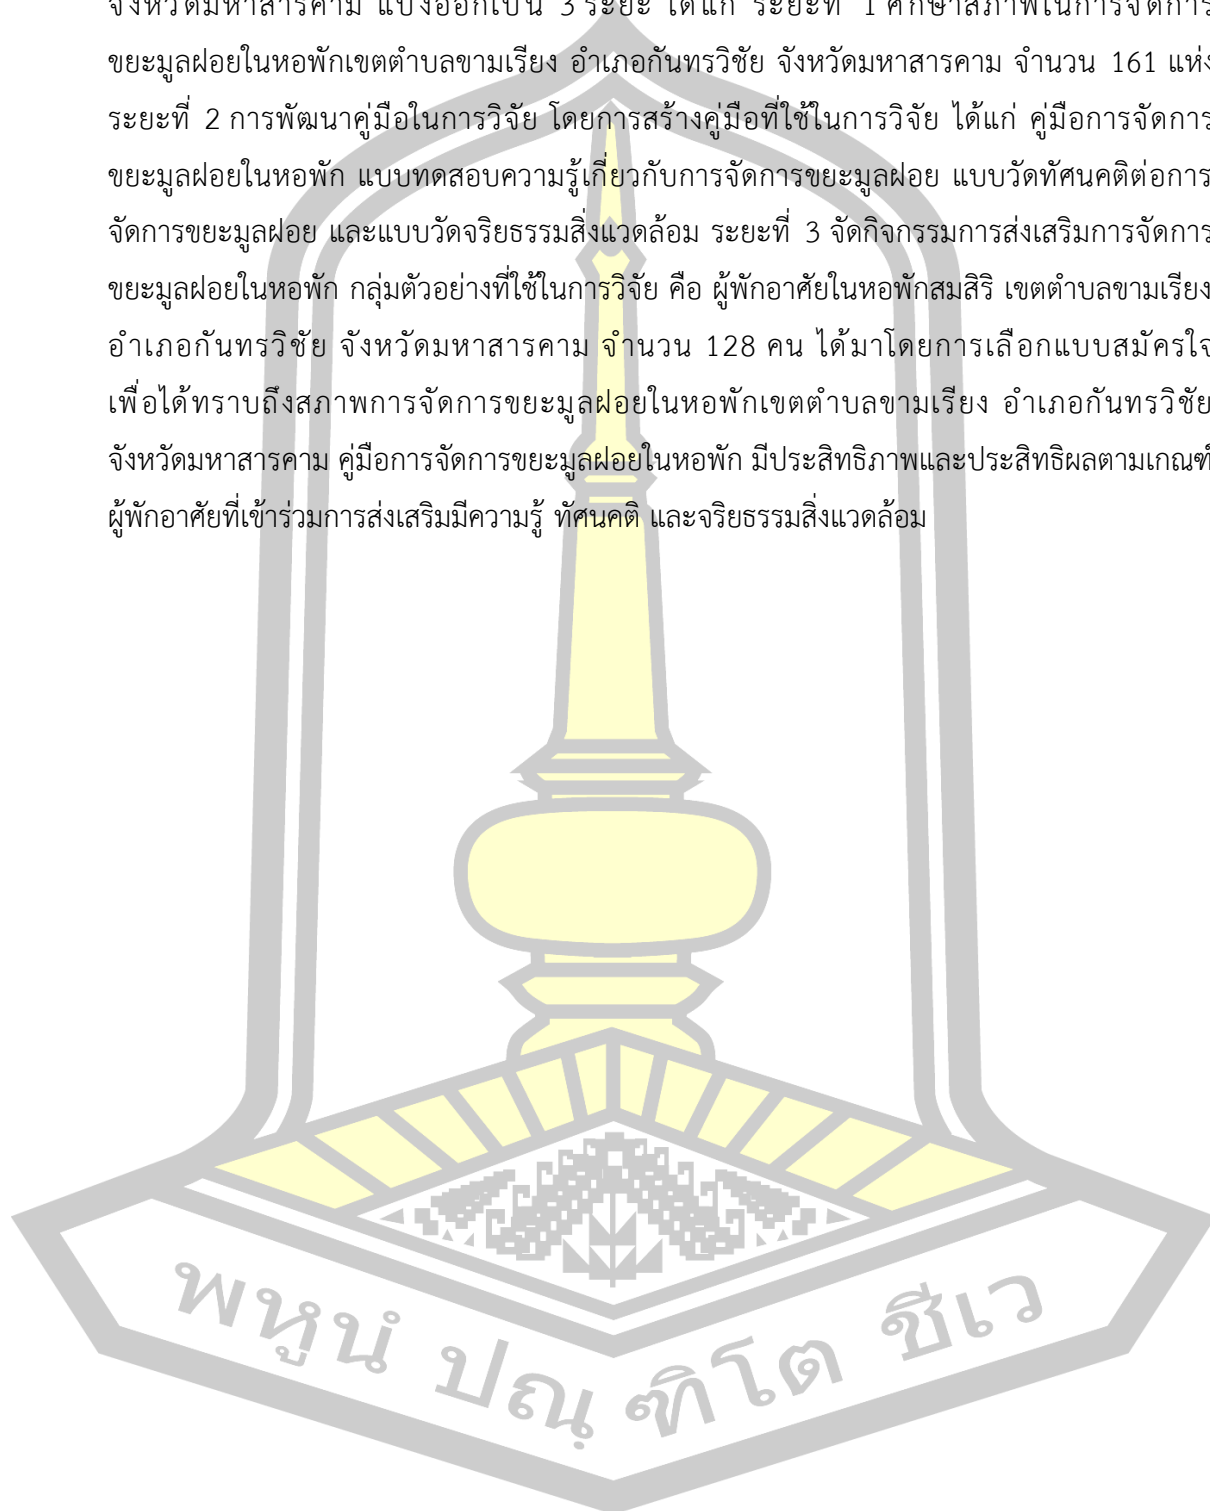 จังหวัดมหาสารคาม แบ่งออกเป็น 3 ระยะ ได้แก่ ระยะที่ 1 ศึกษาสภาพในการจัดการ
ขยะมูลฝอยในหอพักเขตตำบลขามเรียง อำเภอกันทรวิชัย จังหวัดมหาสารคาม จำนวน 161 แห่ง
ระยะที่ 2 การพัฒนาคู่มือในการวิจัย โดยการสร้างคู่มือที่ใช้ในการวิจัย ได้แก่ คู่มือการจัดการ
ขยะมูลฝอยในหอพัก แบบทดสอบความรู้เกี่ยวกับการจัดการขยะมูลฝอย แบบวัดทัศนคติต่อการ
จัดการขยะมูลฝอย และแบบวัดจริยธรรมสิ่งแวดล้อม ระยะที่ 3 จัดกิจกรรมการส่งเสริมการจัดการ
ขยะมูลฝอยในหอพัก กลุ่มตัวอย่างที่ใช้ในการวิจัย คือ ผู้พักอาศัยในหอพักสมสิริ เขตตำบลขามเรียง
อำเภอกันทรวิชัย จังหวัดมหาสารคาม จำนวน 128 คน ได้มาโดยการเลือกแบบสมัครใจ
เพื่อได้ทราบถึงสภาพการจัดการขยะมูลฝอยในหอพักเขตตำบลขามเรียง อำเภอกันทรวิชัย
จังหวัดมหาสารคาม คู่มือการจัดการขยะมูลฝอยในหอพัก มีประสิทธิภาพและประสิทธิผลตามเกณฑ์
ผู้พักอาศัยที่เข้าร่วมการส่งเสริมมีความรู้ ทัศนคติ และจริยธรรมสิ่งแวดล้อม
พหูนํ ปณฺ ฑิโต ชีเว